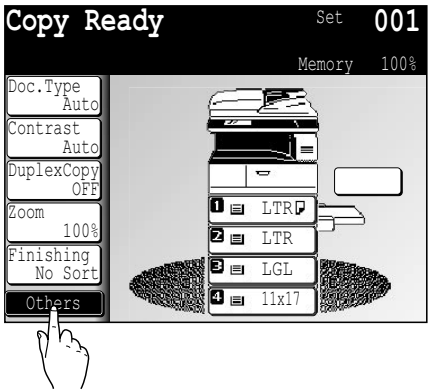 Copy Ready Set 001
Memory 100%
Doc.Type
Auto
Contrast
Auto
DuplexCopy
OFF
Zoom
100%
Finishing
No Sort
Others
1 LTR
2 LTR
3 LGL
4 11x17